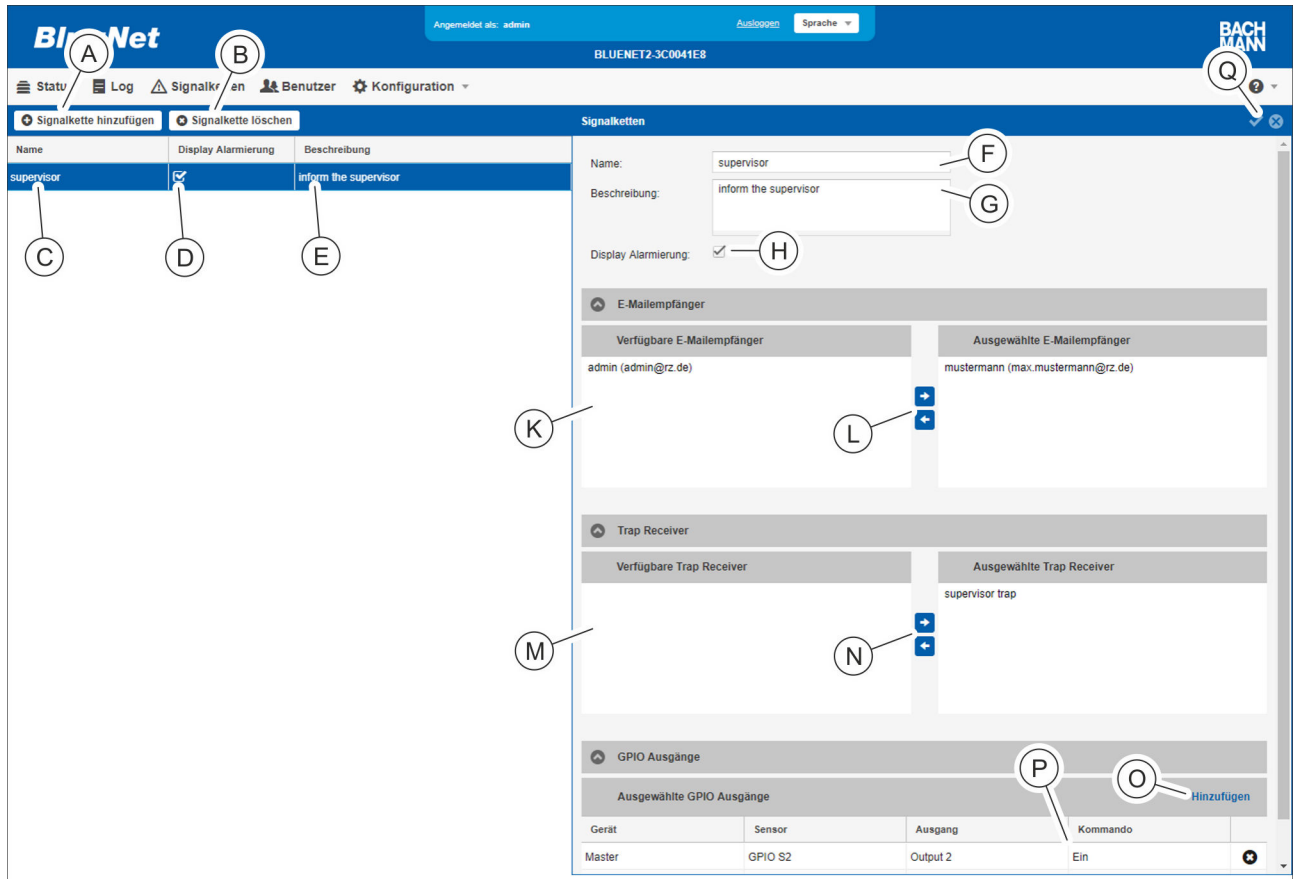 Angemeldet als: admin
Ausloggen
Sprache
BACH
MANN
BLUENET2-3C0041E8
A
B
Q
Log
Benutzer
Konfiguration
Signalkette hinzufügen
Signalkette löschen
Signalketten
Name
Display Alarmierung
Beschreibung
supervisor
inform the supervisor
C
D
E
Name:
supervisor
F
Beschreibung:
inform the supervisor
G
Display Alarmierung:
H
E-Mailempfänger
Verfügbare E-Mailempfänger
Ausgewählte E-Mailempfänger
admin (admin@rz.de)
mustermann (max.mustermann@rz.de)
K
L
Trap Receiver
Verfügbare Trap Receiver
Ausgewählte Trap Receiver
supervisor trap
M
N
GPIO Ausgänge
P
O
Ausgewählte GPIO Ausgänge
Hinzufügen
Gerät
Sensor
Ausgang
Kommando
Master
GPIO S2
Output 2
Ein